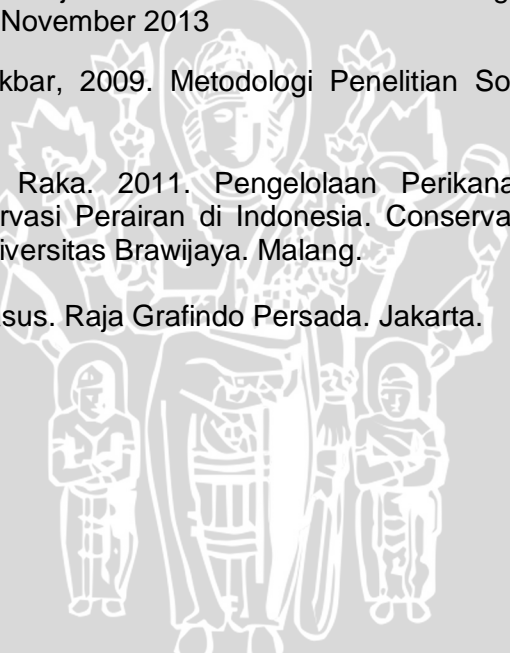 November 2013
kbar, 2009. Metodologi Penelitian So
Raka. 2011. Pengelolaan Perikana
rvasi Perairan di Indonesia. Conserva
iversitas Brawijaya. Malang.
asus. Raja Grafindo Persada. Jakarta.